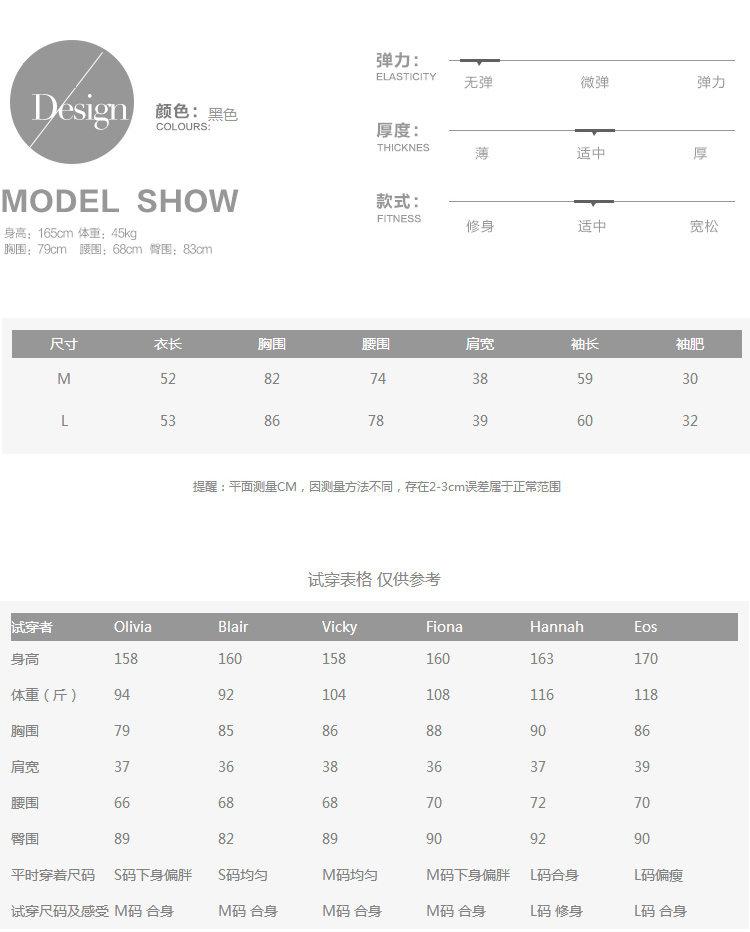 Design
颜色：黑色
COLOURS:
MODEL SHOW
身高：165cm 体重：45kg
胸围：79cm 腰围：68cm 臀围：83cm
弹力：
ELASTICITY
无弹 微弹 弹力
厚度：
THICKNES
薄 适中 厚
款式：
FITNESS
修身 适中 宽松
尺寸 衣长 胸围 腰围 肩宽 袖长 袖肥
M 52 82 74 38 59 30
L 53 86 78 39 60 32
提醒：平面测量CM，因测量方法不同，存在2-3cm误差属于正常范围
试穿表格 仅供参考
试穿者 Olivia Blair Vicky Fiona Hannah Eos
身高 158 160 158 160 163 170
体重（斤） 94 92 104 108 116 118
胸围 79 85 86 88 90 86
肩宽 37 36 38 36 37 39
腰围 66 68 68 70 72 70
臀围 89 82 89 90 92 90
平时穿着尺码 S码下身偏胖 S码均匀 M码均匀 M码下身偏胖 L码合身 L码偏瘦
试穿尺码及感受 M码 合身 M码 合身 M码 合身 M码 合身 L码 修身 L码 合身